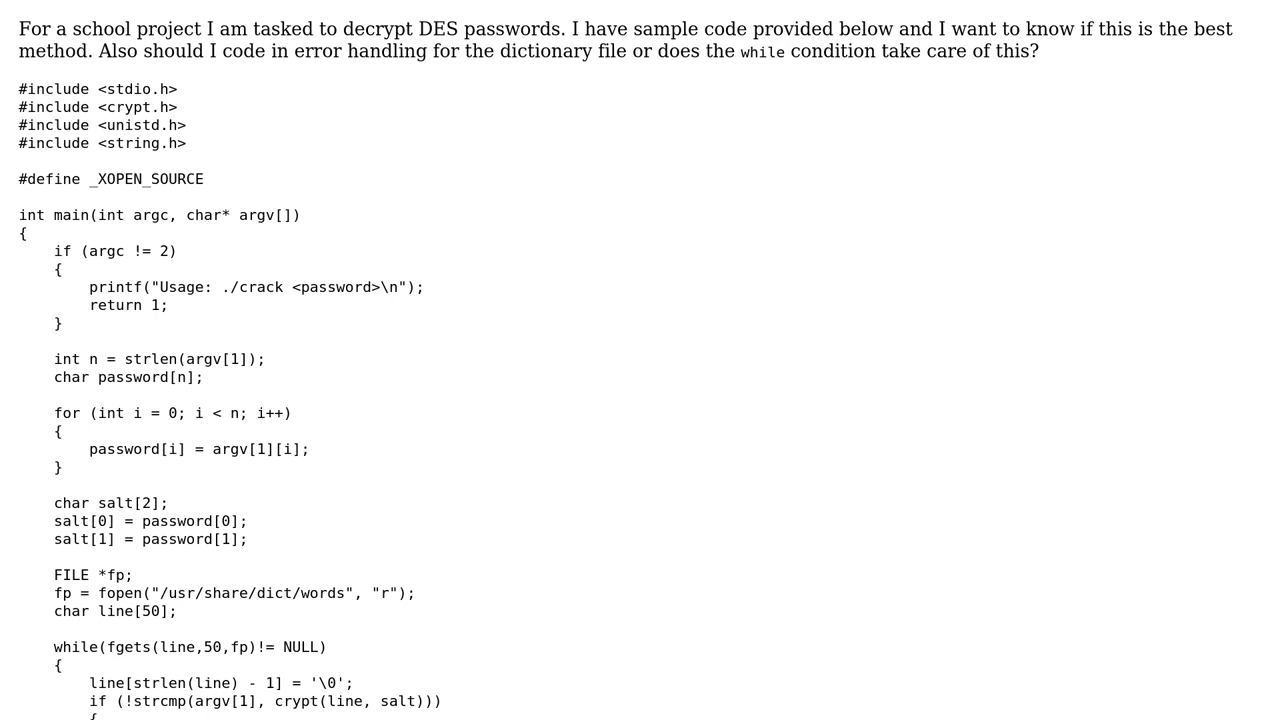 For a school project I am tasked to decrypt DES passwords. I have sample code provided below and I want to know if this is the best
method. Also should I code in error handling for the dictionary file or does the while condition take care of this?
#include <stdio.h>
#include <crypt.h>
#include <unistd.h>
#include <string.h>
#define _XOPEN_SOURCE
int main(int argc, char* argv[])
{
    if (argc != 2)
    {
        printf("Usage: ./crack <password>\n");
        return 1;
    }
    int n = strlen(argv[1]);
    char password[n];
    for (int i = 0; i < n; i++)
    {
        password[i] = argv[1][i];
    }
    char salt[2];
    salt[0] = password[0];
    salt[1] = password[1];
    FILE *fp;
    fp = fopen("/usr/share/dict/words", "r");
    char line[50];
    while(fgets(line,50,fp)!= NULL)
    {
        line[strlen(line) - 1] = '\0';
        if (!strcmp(argv[1], crypt(line, salt)))
        {